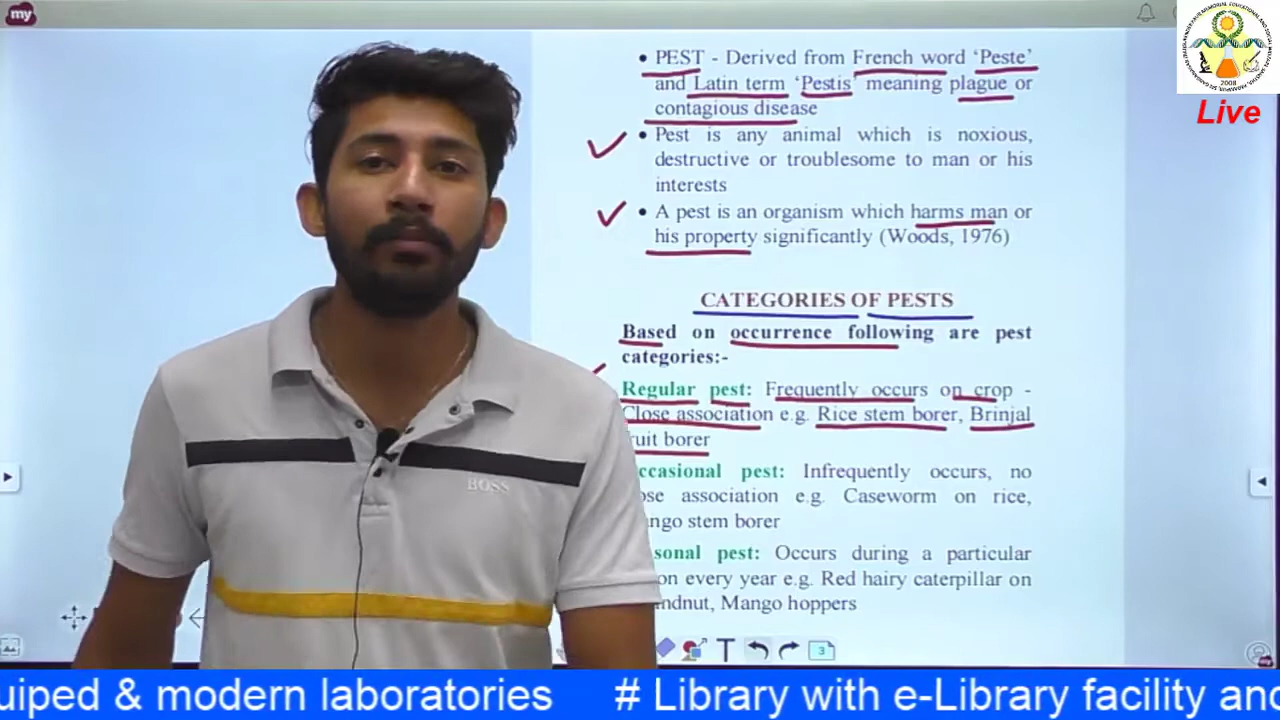 my
• PEST - Derived from French word ‘Peste’
and Latin term ‘Pestis’ meaning plague or
contagious disease
• Pest is any animal which is noxious,
destructive or troublesome to man or his
interests
• A pest is an organism which harms man or
his property significantly (Woods, 1976)
CATEGORIES OF PESTS
Based on occurrence following are pest
categories:-
Regular pest: Frequently occurs on crop -
Close association e.g. Rice stem borer, Brinjal
ruit borer
ccasional pest: Infrequently occurs, no
ose association e.g. Caseworm on rice,
ngo stem borer
sonal pest: Occurs during a particular
on every year e.g. Red hairy caterpillar on
ndnut, Mango hoppers
BOSS
T
3
2008
Live
uiped & modern laboratories # Library with e-Library facility and